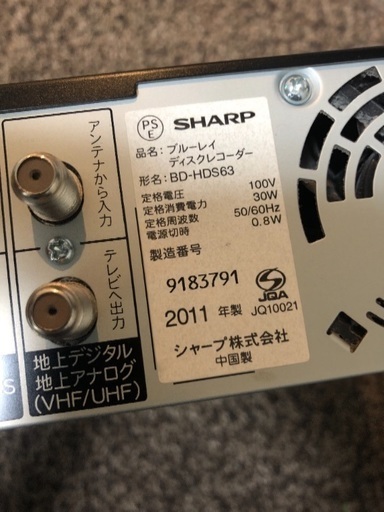 アンテナから入力
テレビへ出力
地上デジタル
地上アナログ
(VHF/UHF)
S
PS
E
SHARP
品名: ブルーレイ
ディスクレコーダー
形名: BD-HDS63
定格電圧 100V
定格消費電力 30W
定格周波数 50/60Hz
電源切時 0.8W
製造番号
9183791
JQA
2011 年製 JQ10021
シャープ株式会社
中国製